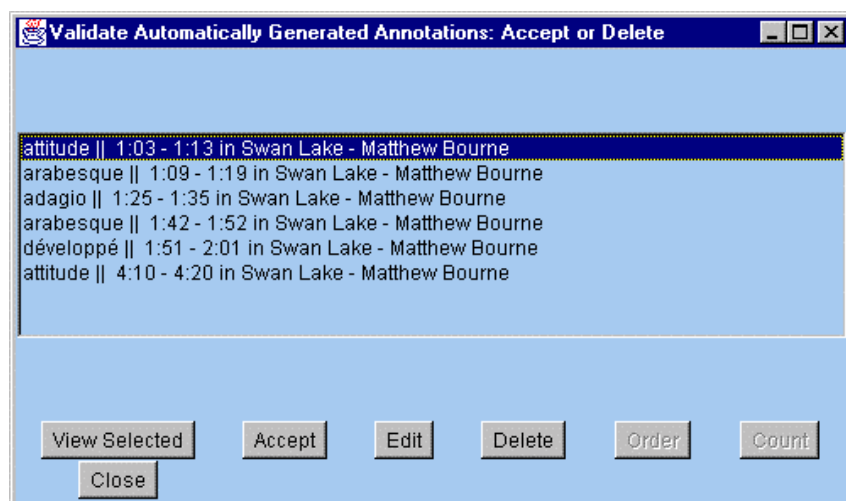 Validate Automatically Generated Annotations: Accept or Delete
attitude || 1:03 - 1:13 in Swan Lake - Matthew Bourne
arabesque || 1:09 - 1:19 in Swan Lake - Matthew Bourne
adagio || 1:25 - 1:35 in Swan Lake - Matthew Bourne
arabesque || 1:42 - 1:52 in Swan Lake - Matthew Bourne
développé || 1:51 - 2:01 in Swan Lake - Matthew Bourne
attitude || 4:10 - 4:20 in Swan Lake - Matthew Bourne
View Selected Accept Edit Delete Order Count
Close